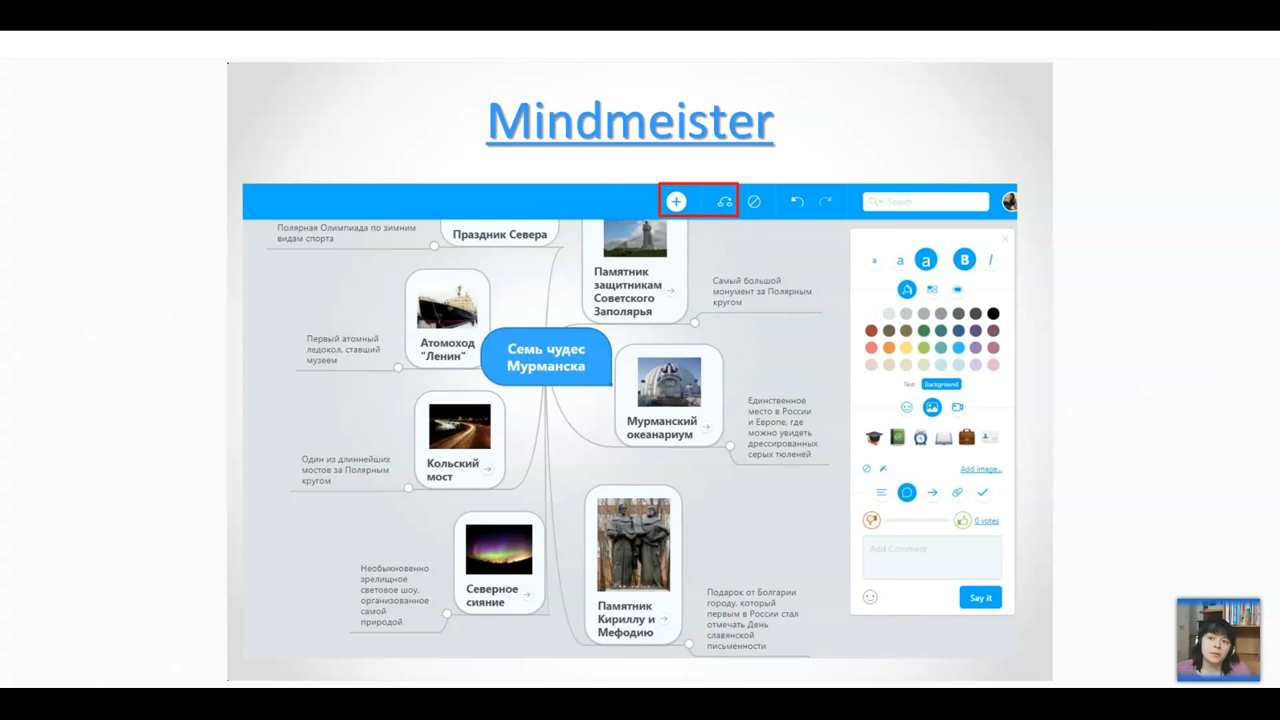 Mindmeister
Search
Полярная Олимпиада по зимним
видам спорта
Праздник Севера
Памятник
защитникам
Советского
Заполярья
Самый большой
монумент за Полярным
кругом
Первый атомный
ледокол, ставший
музеем
Атомоход
"Ленин"
Семь чудес
Мурманска
Мурманский
океанариум
Единственное
место в России
и Европе, где
можно увидеть
дрессированных
серых тюленей
Один из длиннейших
мостов за Полярным
кругом
Кольский
мост
Необыкновенно
зрелищное
световое шоу,
организованное
самой
природой
Северное
сияние
Памятник
Кириллу и
Мефодию
Подарок от Болгарии
городу, который
первым в России стал
отмечать День
славянской
письменности
a a a B I
Text Background
Add image..
0 votes
Add Comment
Say it